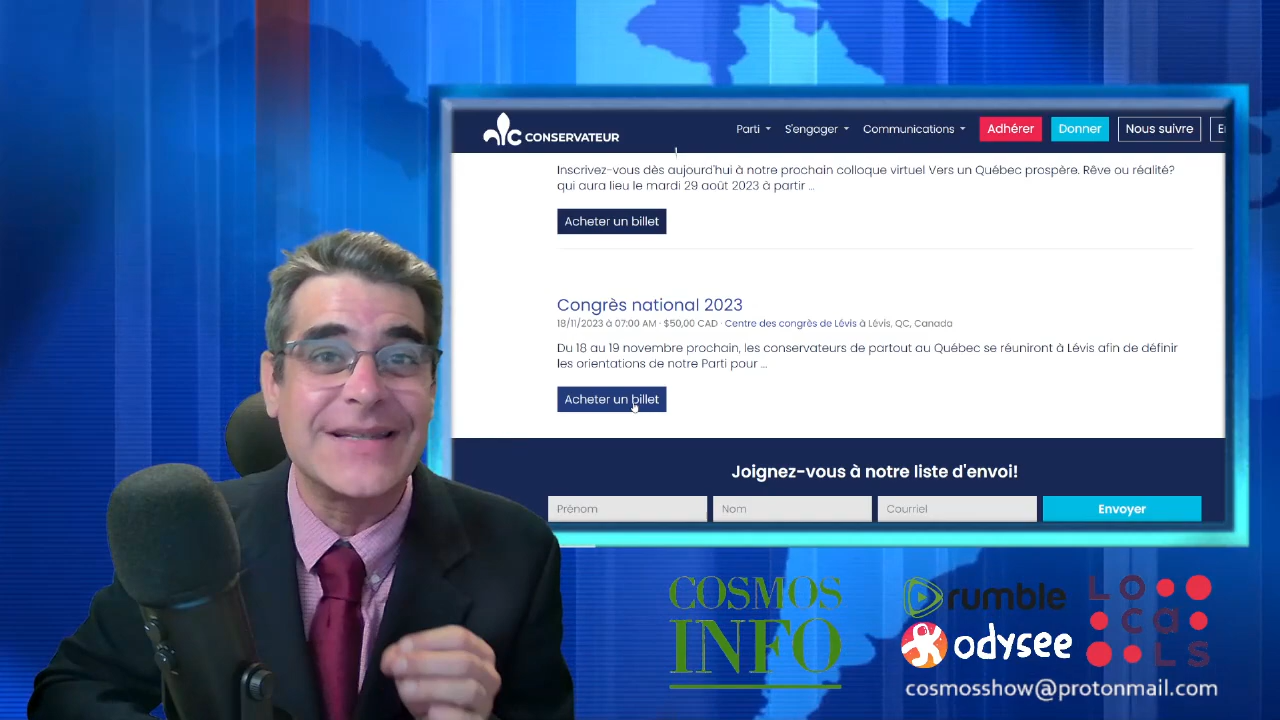 CONSERVATEUR
Parti S'engager Communications Adhérer Donner Nous suivre
Inscrivez-vous dès aujourd'hui à notre prochain colloque virtuel Vers un Québec prospère. Rêve ou réalité?
qui aura lieu le mardi 29 août 2023 à partir ...
Acheter un billet
Congrès national 2023
18/11/2023 à 07:00 AM · $50,00 CAD · Centre des congrès de Lévis à Lévis, QC, Canada
Du 18 au 19 novembre prochain, les conservateurs de partout au Québec se réuniront à Lévis afin de définir
les orientations de notre Parti pour ...
Acheter un billet
Joignez-vous à notre liste d'envoi!
Prénom Nom Courriel Envoyer
COSMOS
INFO
rumble
odysee
LOcaLS
cosmosshow@protonmail.com